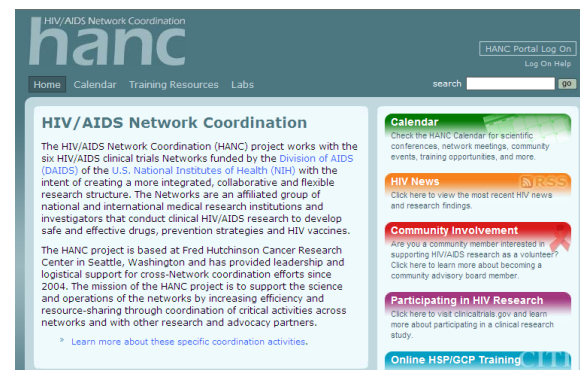 HIV/AIDS Network Coordination
hanc
HANC Portal Log On
Log On Help
Home Calendar Training Resources Labs
search go
HIV/AIDS Network Coordination
The HIV/AIDS Network Coordination (HANC) project works with the
six HIV/AIDS clinical trials Networks funded by the Division of AIDS
(DAIDS) of the U.S. National Institutes of Health (NIH) with the
intent of creating a more integrated, collaborative and flexible
research structure. The Networks are an affiliated group of
national and international medical research institutions and
investigators that conduct clinical HIV/AIDS research to develop
safe and effective drugs, prevention strategies and HIV vaccines.
The HANC project is based at Fred Hutchinson Cancer Research
Center in Seattle, Washington and has provided leadership and
logistical support for cross-Network coordination efforts since
2004. The mission of the HANC project is to support the science
and operations of the networks by increasing efficiency and
resource-sharing through coordination of critical activities across
networks and with other research and advocacy partners.
» Learn more about these specific coordination activities.
Calendar
Check the HANC Calendar for scientific
conferences, network meetings, community
events, training opportunities, and more.
HIV News RSS
Click here to view the most recent HIV news
and research findings.
Community Involvement
Are you a community member interested in
supporting HIV/AIDS research as a volunteer?
Click here to learn more about becoming a
community advisory board member.
Participating in HIV Research
Click here to visit clinicaltrials.gov and learn
more about participating in a clinical research
study.
Online HSP/GCP Training CITI